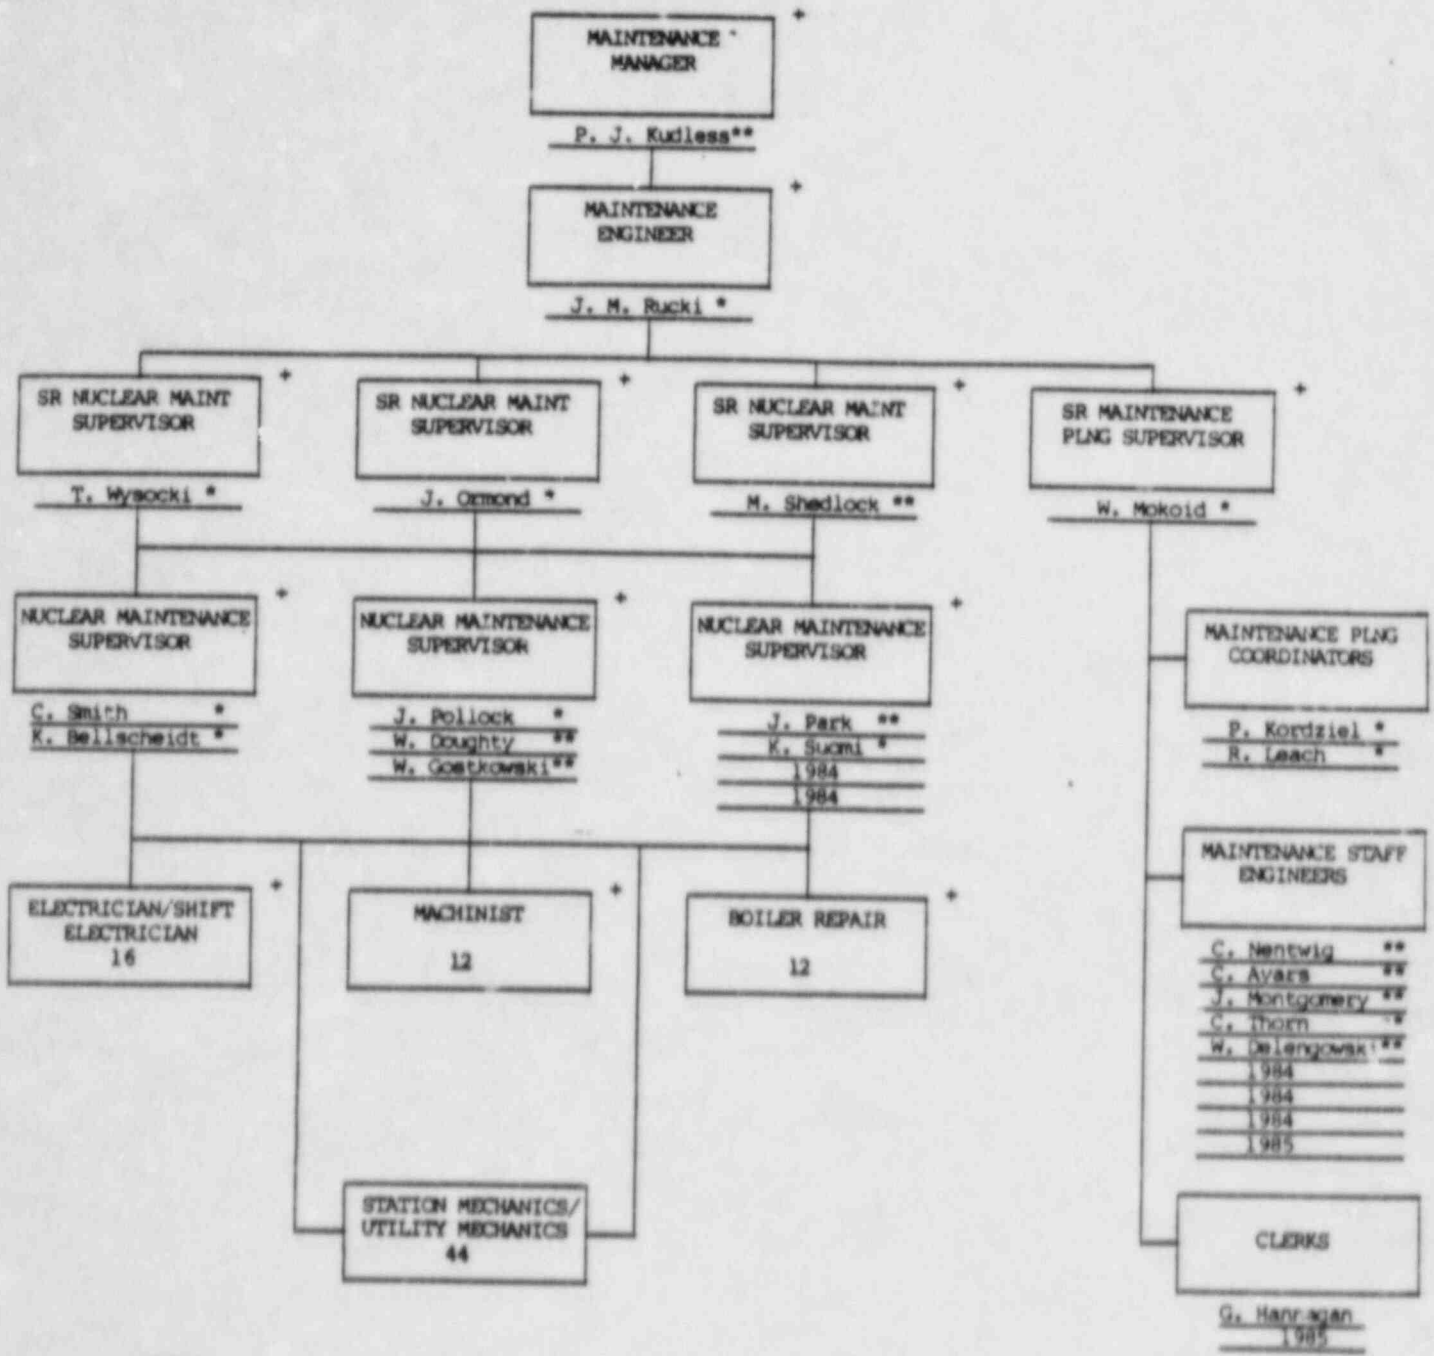 +
MAINTENANCE
MANAGER
P. J. Kudless**
+
MAINTENANCE
ENGINEER
J. M. Rucki *
+
SR NUCLEAR MAINT
SUPERVISOR
T. Wysocki *
+
SR NUCLEAR MAINT
SUPERVISOR
J. Ormond *
+
SR NUCLEAR MAINT
SUPERVISOR
M. Shedlock **
+
SR MAINTENANCE
PLNG SUPERVISOR
W. Mokoid *
+
NUCLEAR MAINTENANCE
SUPERVISOR
C. Smith *
K. Bellscheidt *
+
NUCLEAR MAINTENANCE
SUPERVISOR
J. Pollock *
W. Doughty **
W. Gostkowski**
+
NUCLEAR MAINTENANCE
SUPERVISOR
J. Park **
K. Suomi *
1984
1984
MAINTENANCE PLNG
COORDINATORS
P. Kordziel *
R. Leach *
MAINTENANCE STAFF
ENGINEERS
C. Nentwig **
C. Ayars **
J. Montgomery **
C. Thorn
W. Delengowski**
1984
1984
1984
1985
+
ELECTRICIAN/SHIFT
ELECTRICIAN
16
+
MACHINIST
12
+
BOILER REPAIR
12
STATION MECHANICS/
UTILITY MECHANICS
44
CLERKS
G. Hannagan
1985